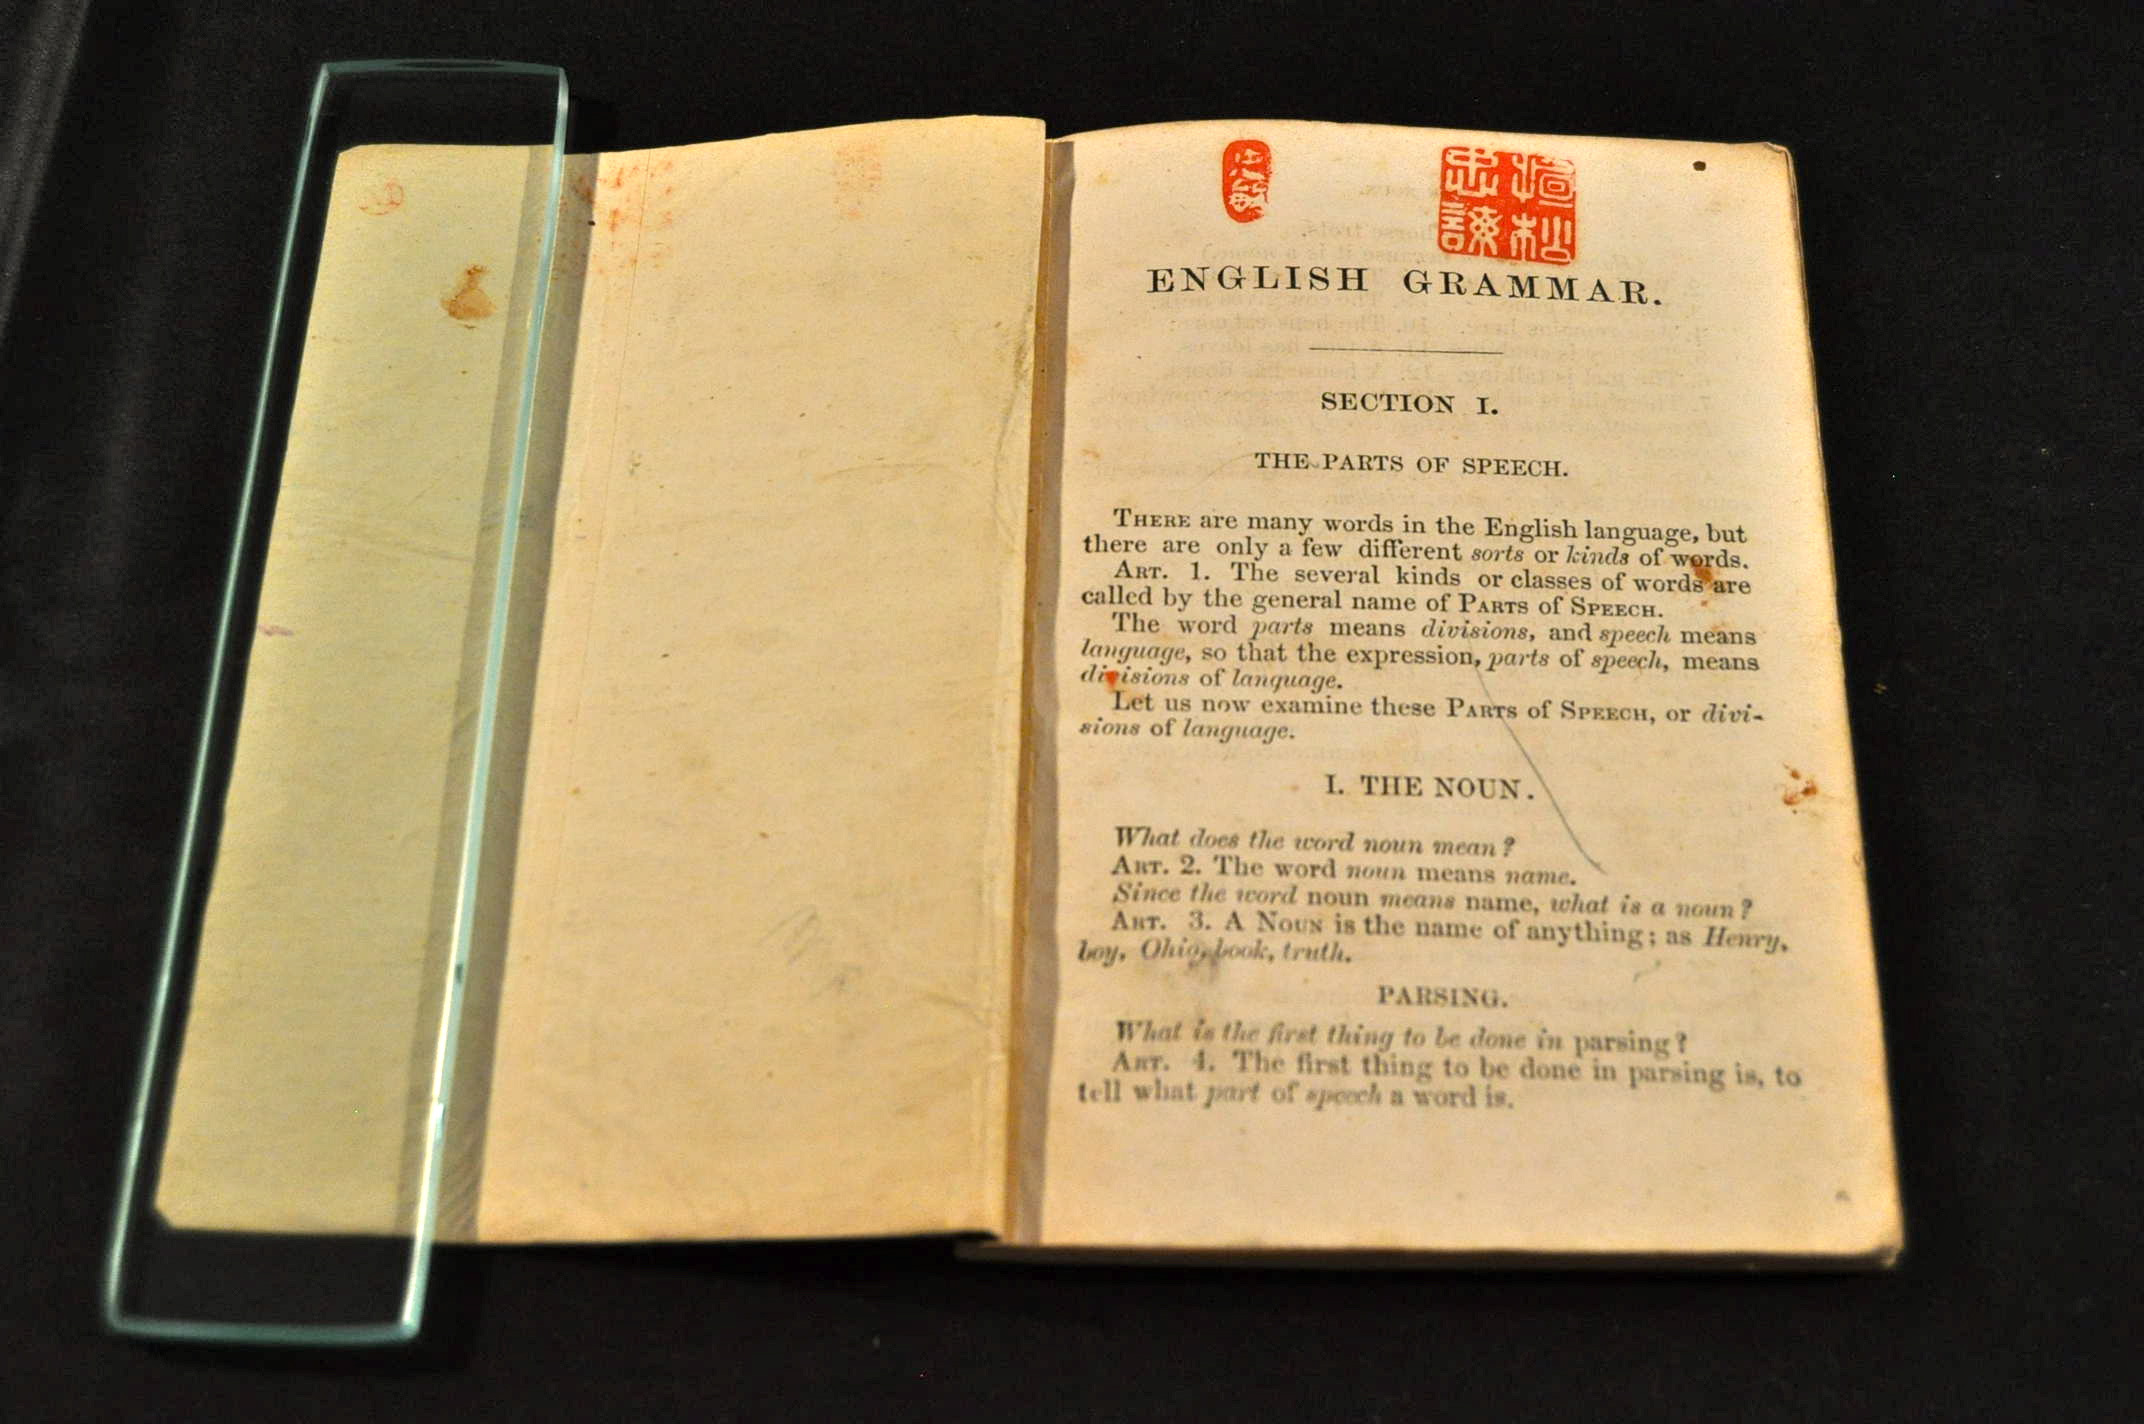 ENGLISH GRAMMAR.
SECTION I.
THE PARTS OF SPEECH.
THERE are many words in the English language, but
there are only a few different sorts or kinds of words.
ART. 1. The several kinds or classes of words are
called by the general name of PARTS of SPEECH.
The word parts means divisions, and speech means
language, so that the expression, parts of speech, means
divisions of language.
Let us now examine these PARTS of SPEECH, or divi-
sions of language.
I. THE NOUN.
What does the word noun mean?
ART. 2. The word noun means name.
Since the word noun means name, what is a noun?
ART. 3. A NOUN is the name of anything; as Henry,
boy, Ohio, book, truth.
PARSING.
What is the first thing to be done in parsing?
ART. 4. The first thing to be done in parsing is, to
tell what part of speech a word is.